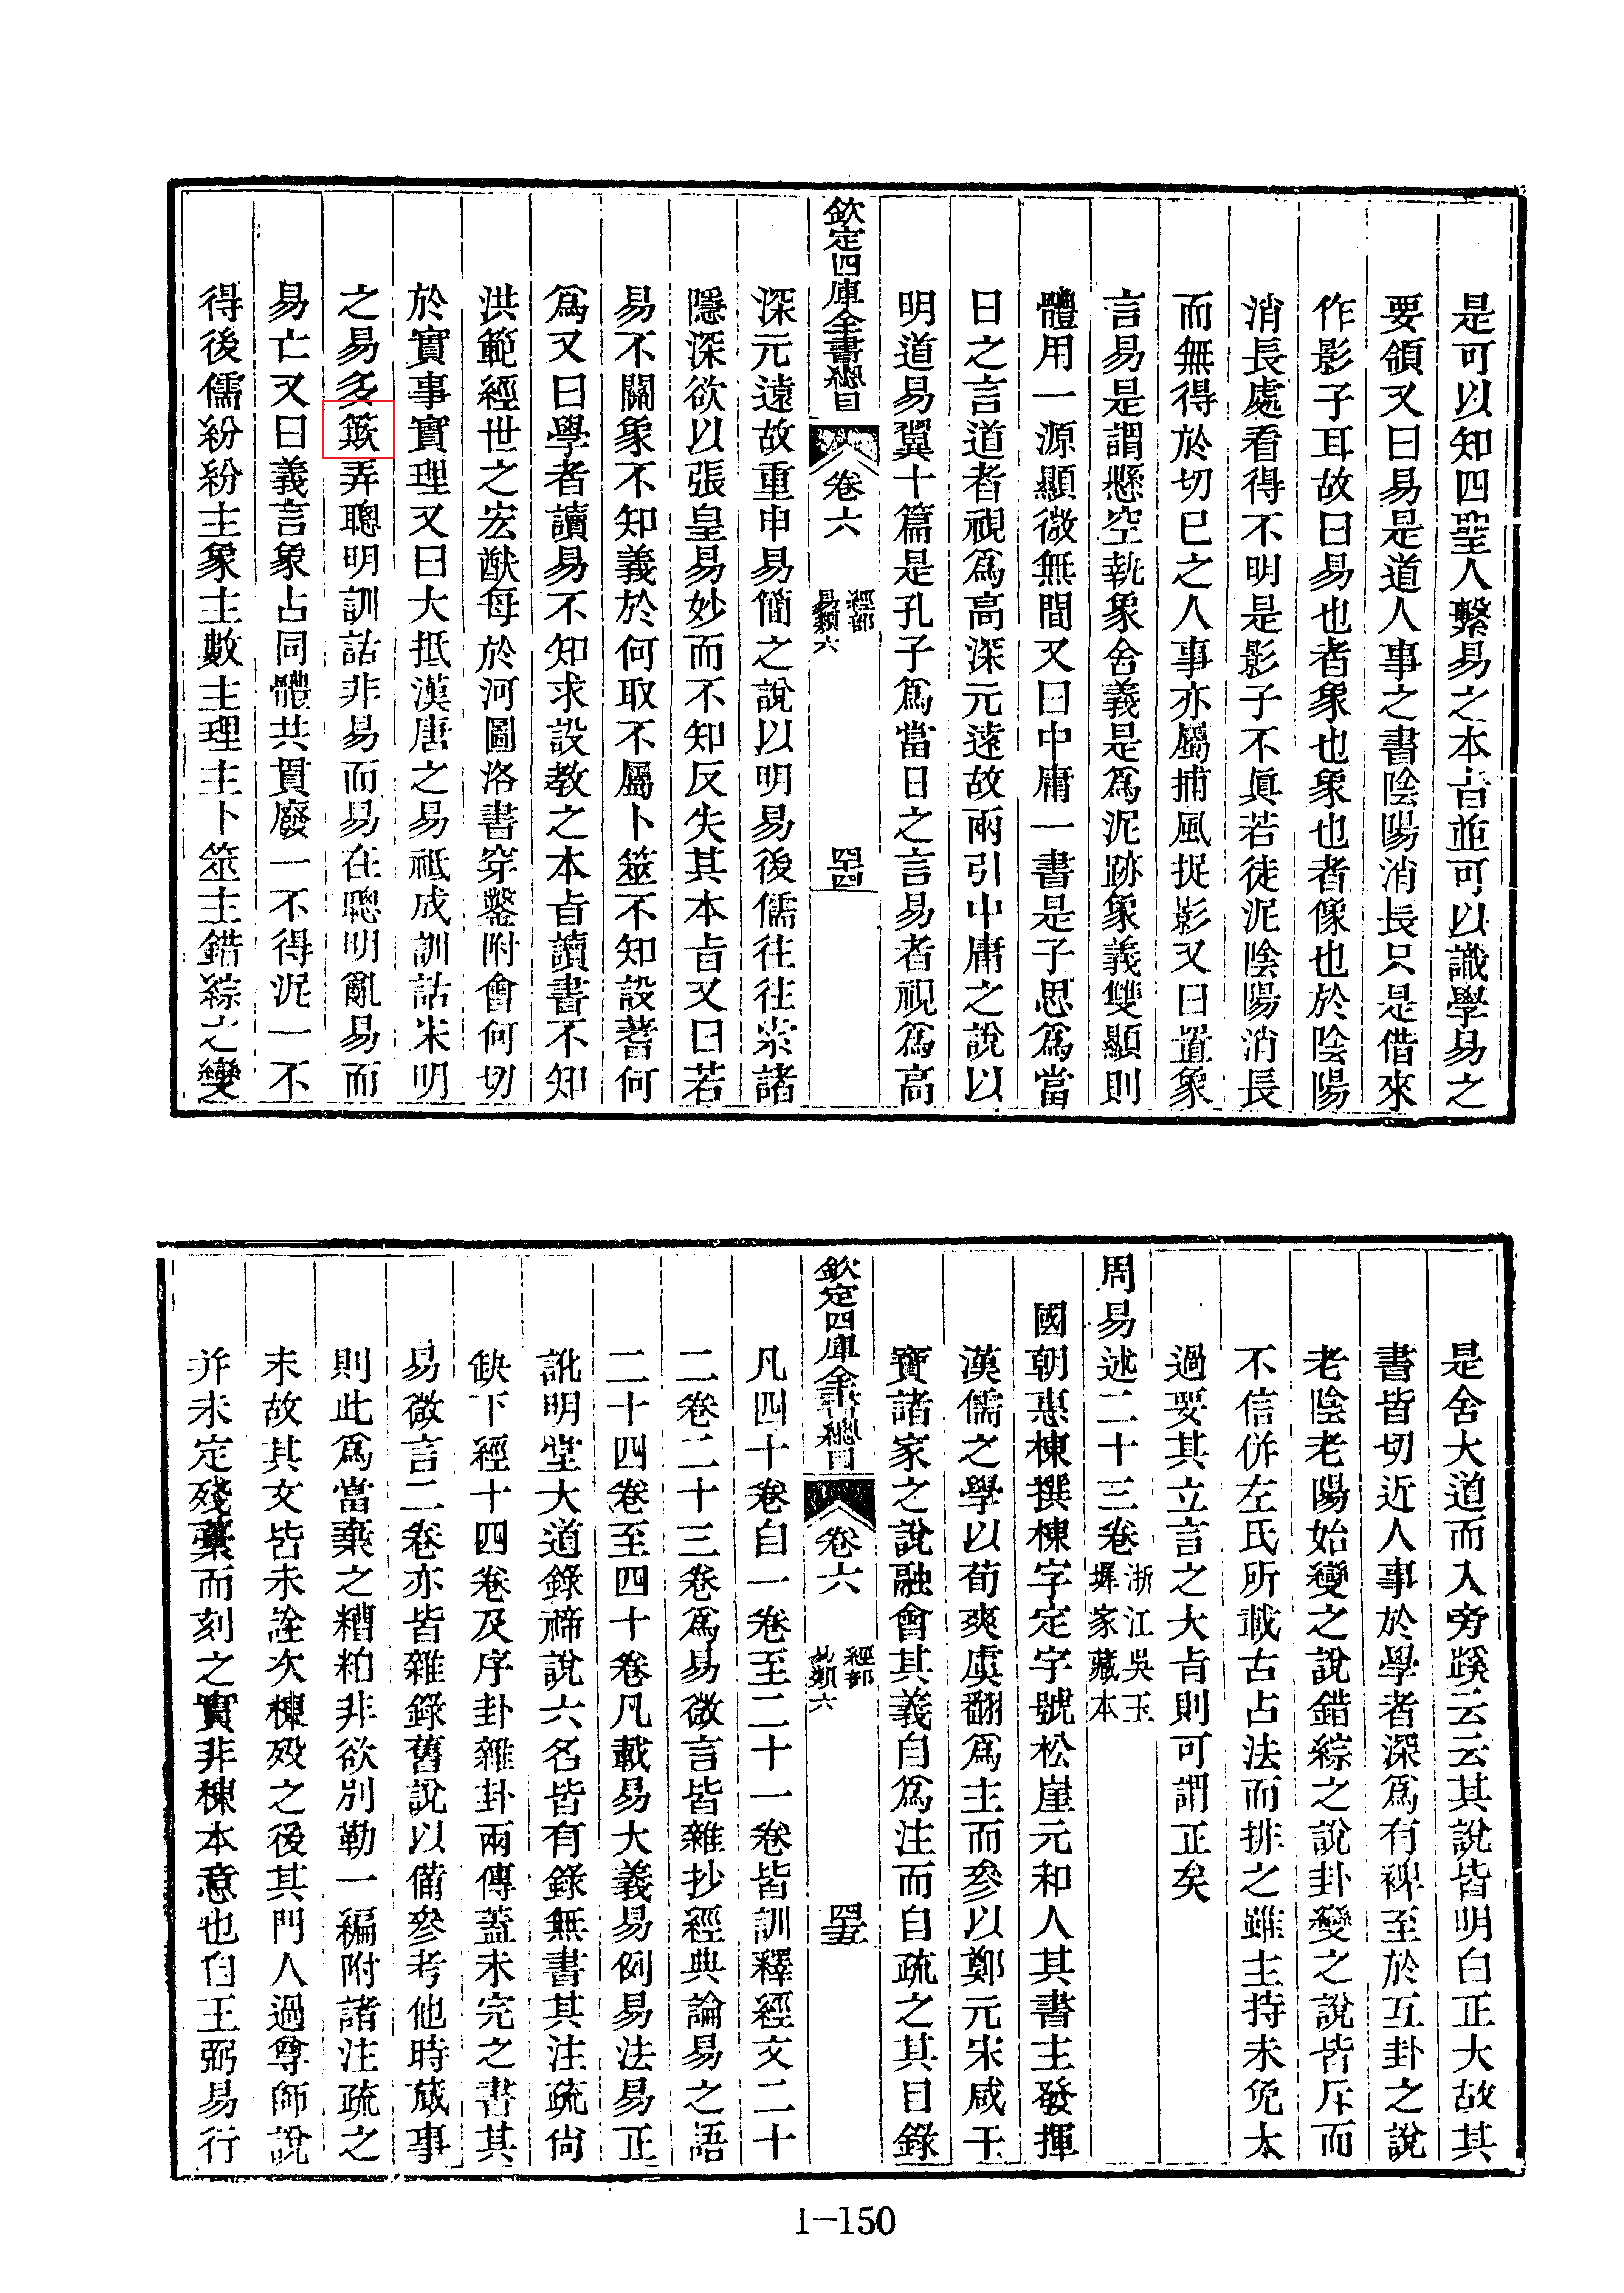 是可以知四聖人繫易之本旨並可以識學易之
要領又曰易是道人事之書陰陽消長只是借來
作影子耳故曰易也者象也象也者像也於陰陽
消長處看得不明是影子不眞若徒泥陰陽消長
而無得於切己之人事亦屬捕風捉影又曰置象
言易是謂懸空執象舍義是爲泥跡象義雙顯則
體用一源顯微無間又曰中庸一書是子思爲當
日之言道者視爲高深元遠故兩引中庸之說以
明道易翼十篇是孔子爲當日之言易者視爲高
欽定四庫全書總目 卷六 經部 易類六 四十四
深元遠故重申易簡之說以明易後儒往往索諸
隱深欲以張皇易妙而不知反失其本旨又曰若
易不關象不知義於何取不屬卜筮不知設蓍何
爲又曰學者讀易不知求設教之本旨讀書不知
洪範經世之宏猷每於河圖洛書穿鑿附會何切
於實事實理又曰大抵漢唐之易祗成訓詁宋明
之易多弄聰明訓詁非易而易在聰明亂易而
易亡又曰義言象占同體共貫廢一不得泥一不
得後儒紛紛主象主數主理主卜筮主錯綜之變
是舍大道而入旁蹊云云其說皆明白正大故其
書皆切近人事於學者深爲有裨至於互卦之說
老陰老陽始變之說錯綜之說卦變之說皆斥而
不信併左氏所載古占法而排之雖主持未免太
過要其立言之大旨則可謂正矣
周易述二十三卷 浙江吳玉墀家藏本
國朝惠棟撰棟字定宇號松崖元和人其書主發揮
漢儒之學以荀爽虞翻爲主而參以鄭元宋咸干
寶諸家之說融會其義自爲注而自疏之其目錄
欽定四庫全書總目 卷六 經部 易類六 四十五
凡四十卷自一卷至二十一卷皆訓釋經文二十
二卷二十三卷爲易微言皆雜抄經典論易之語
二十四卷至四十卷凡載易大義易例易法易正
訛明堂大道錄禘說六名皆有錄無書其注疏尙
缺下經十四卷及序卦雜卦兩傳蓋未完之書其
易微言二卷亦皆雜錄舊說以備參考他時蕆事
則此爲當棄之糟粕非欲別勒一編附諸注疏之
末故其文皆未詮次棟歿之後其門人過尊師說
并未定殘藁而刻之實非棟本意也自王弼易行
1—150